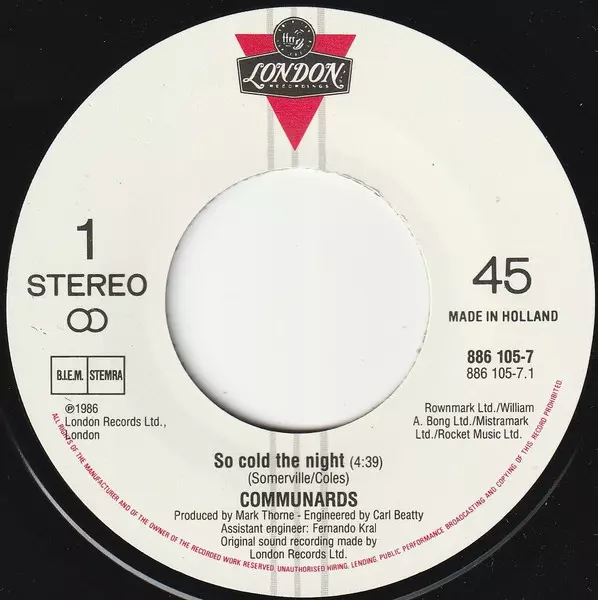 ffrr
LONDON
RECORDINGS
1
STEREO
45
MADE IN HOLLAND
B.I.E.M. STEMRA
886 105-7
886 105-7.1
℗1986
London Records Ltd.,
London
Rownmark Ltd./William
A. Bong Ltd./Mistramark
Ltd./Rocket Music Ltd.
So cold the night (4:39)
(Somerville/Coles)
COMMUNARDS
Produced by Mark Thorne - Engineered by Carl Beatty
Assistant engineer: Fernando Kral
Original sound recording made by
London Records Ltd.
ALL RIGHTS OF THE MANUFACTURER AND OF THE OWNER OF THE RECORDED WORK RESERVED. UNAUTHORISED HIRING, LENDING, PUBLIC PERFORMANCE BROADCASTING AND COPYING OF THIS RECORD PROHIBITED.